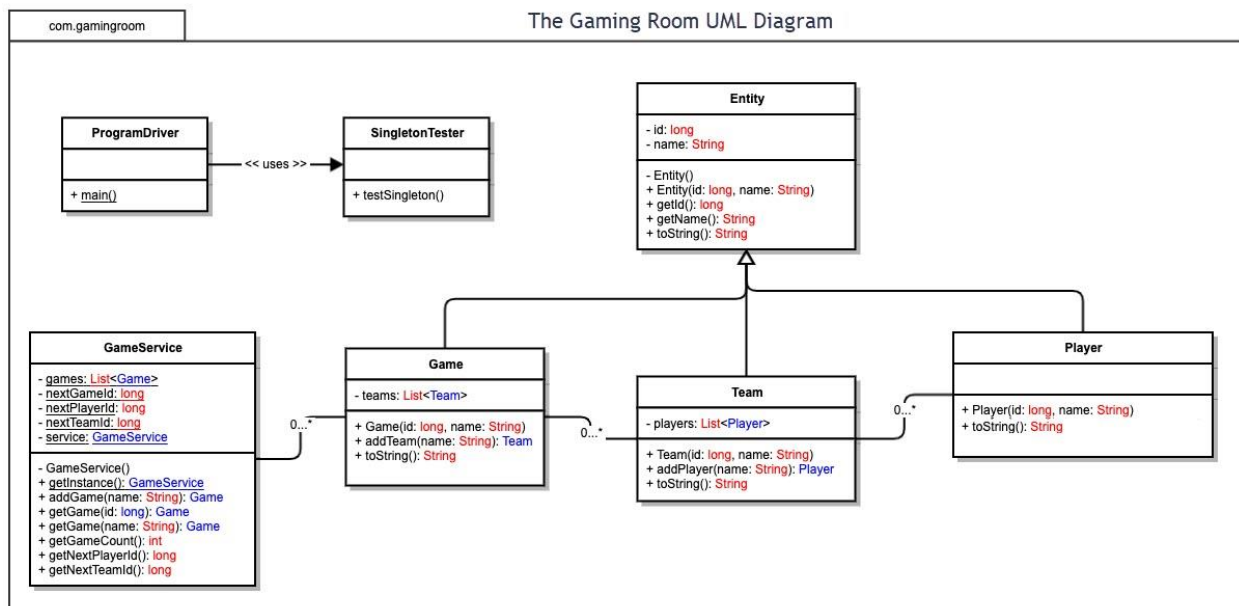 com.gamingroom
The Gaming Room UML Diagram
ProgramDriver
+ main()
<< uses >>
SingletonTester
+ testSingleton()
Entity
- id: long
- name: String
- Entity()
+ Entity(id: long, name: String)
+ getId(): long
+ getName(): String
+ toString(): String
GameService
- games: List<Game>
- nextGameId: long
- nextPlayerId: long
- nextTeamId: long
- service: GameService
- GameService()
+ getInstance(): GameService
+ addGame(name: String): Game
+ getGame(id: long): Game
+ getGame(name: String): Game
+ getGameCount(): int
+ getNextPlayerId(): long
+ getNextTeamId(): long
0...*
Game
- teams: List<Team>
+ Game(id: long, name: String)
+ addTeam(name: String): Team
+ toString(): String
0...*
Team
- players: List<Player>
+ Team(id: long, name: String)
+ addPlayer(name: String): Player
+ toString(): String
0...*
Player
+ Player(id: long, name: String)
+ toString(): String